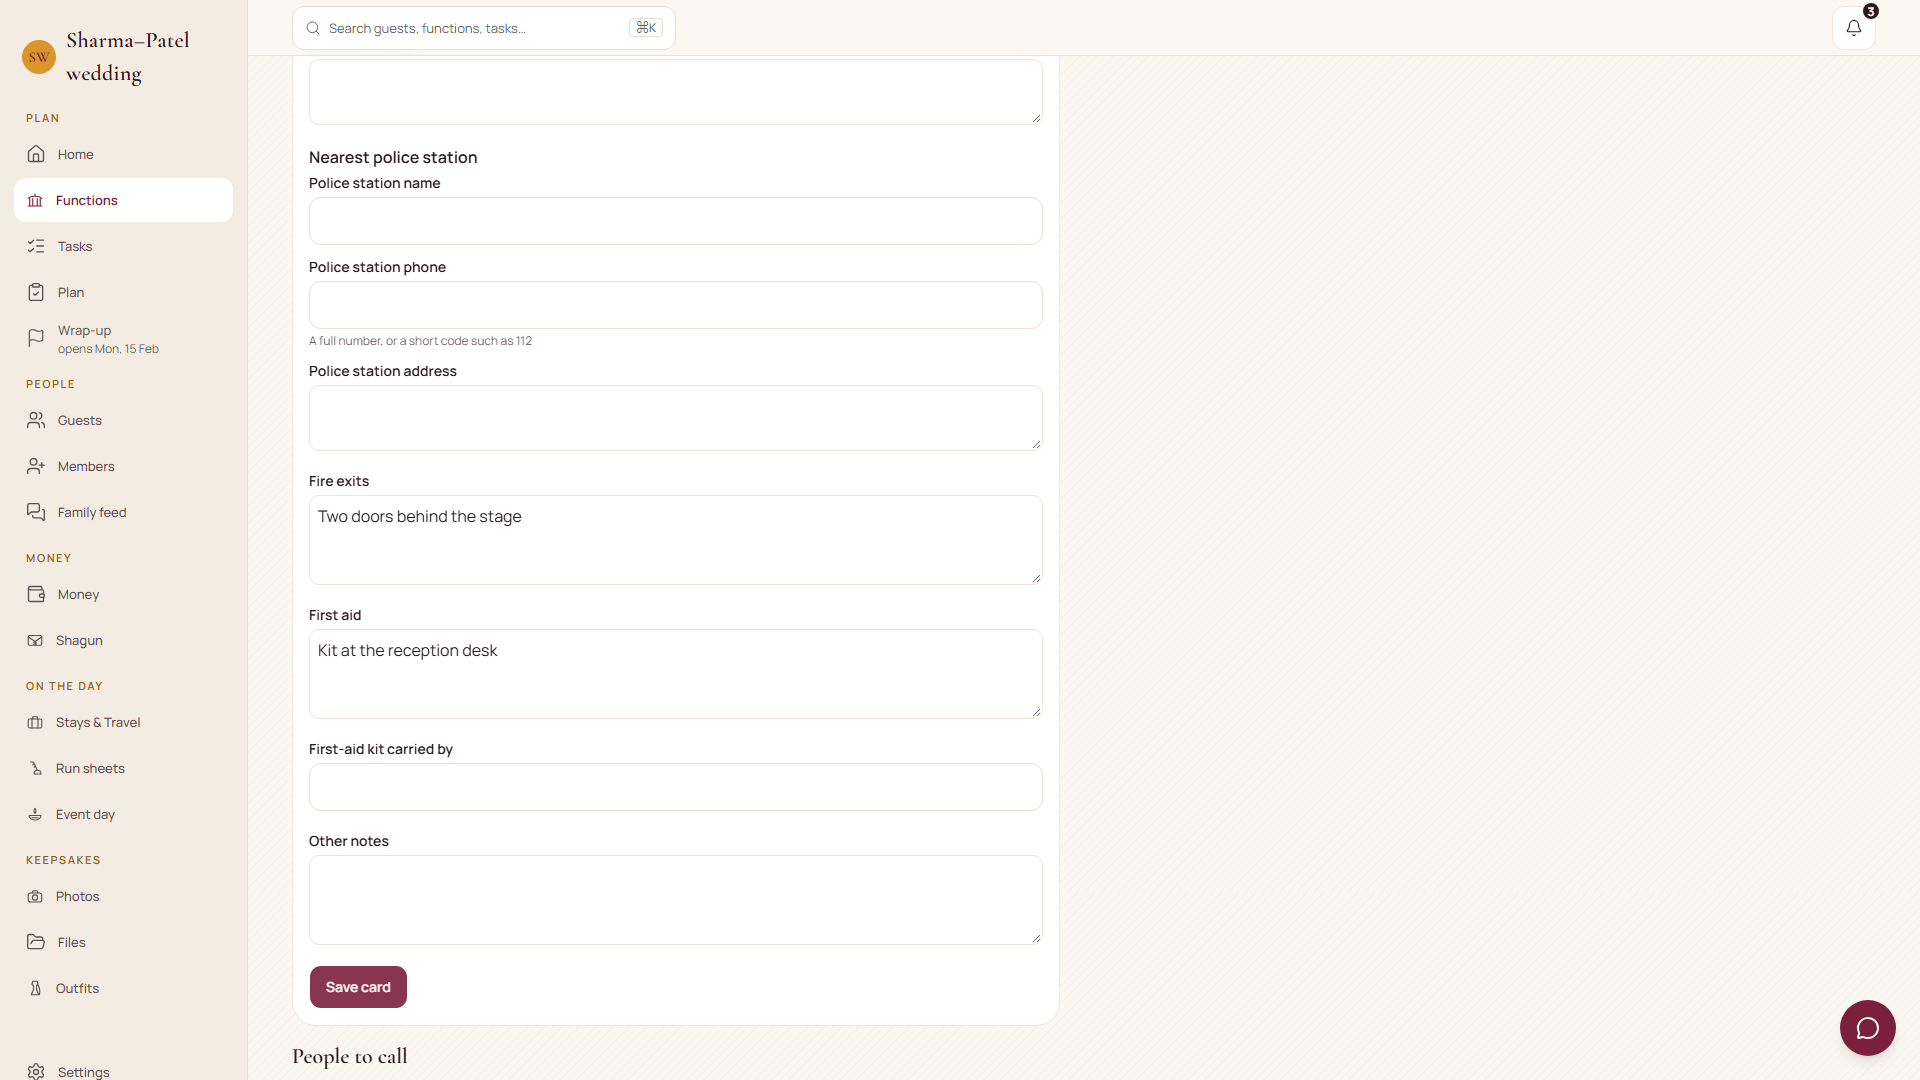 Sharma–Patel
wedding
SW
PLAN
Home
Functions
Tasks
Plan
Wrap-up
opens Mon, 15 Feb
PEOPLE
Guests
Members
Family feed
MONEY
Money
Shagun
ON THE DAY
Stays & Travel
Run sheets
Event day
KEEPSAKES
Photos
Files
Outfits
Settings
Search guests, functions, tasks...
⌘K
3
Nearest police station
Police station name
Police station phone
A full number, or a short code such as 112
Police station address
Fire exits
Two doors behind the stage
First aid
Kit at the reception desk
First-aid kit carried by
Other notes
Save card
People to call